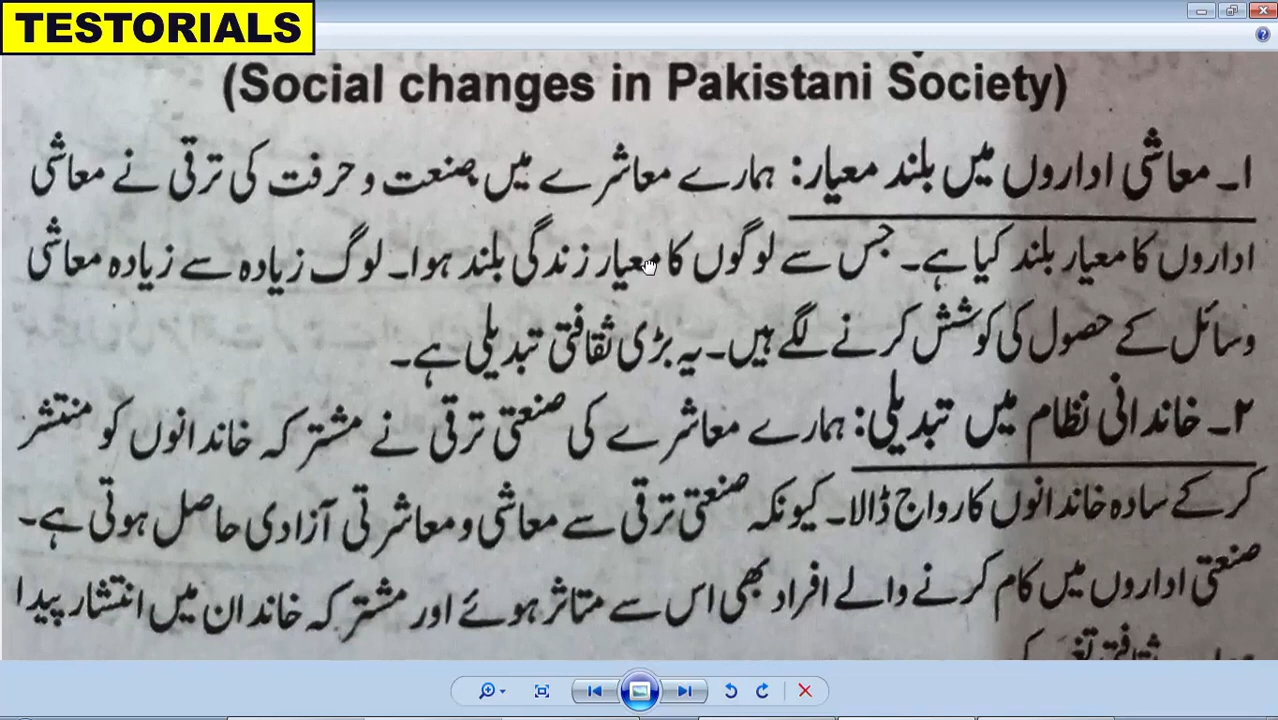 TESTORIALS
(Social changes in Pakistani Society)
۱۔ معاشی اداروں میں بلند معیار: ہمارے معاشرے میں صنعت و حرفت کی ترقی نے معاشی
اداروں کا معیار بلند کیا ہے۔ جس سے لوگوں کا معیار زندگی بلند ہوا۔ لوگ زیادہ سے زیادہ معاشی
وسائل کے حصول کی کوشش کرنے لگے ہیں۔ یہ بڑی ثقافتی تبدیلی ہے۔
۲۔ خاندانی نظام میں تبدیلی: ہمارے معاشرے کی صنعتی ترقی نے مشترکہ خاندانوں کو منتشر
کرکے سادہ خاندانوں کا رواج ڈالا۔ کیونکہ صنعتی ترقی سے معاشی و معاشرتی آزادی حاصل ہوتی ہے۔
صنعتی اداروں میں کام کرنے والے افراد بھی اس سے متاثر ہوئے اور مشترکہ خاندان میں انتشار پیدا